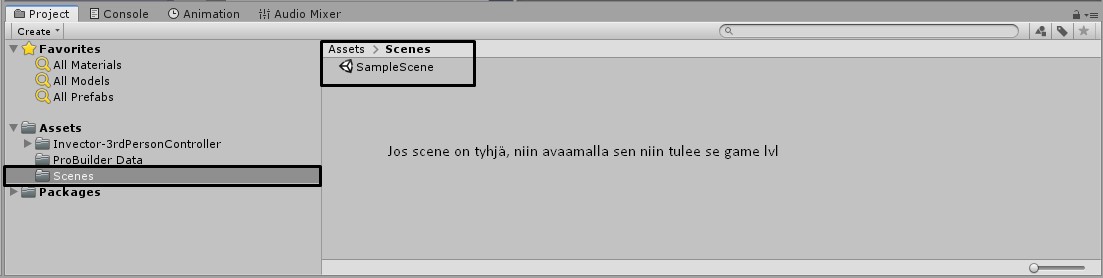 Project Console Animation Audio Mixer
Create
Favorites
All Materials
All Models
All Prefabs
Assets
Invector-3rdPersonController
ProBuilder Data
Scenes
Packages
Assets > Scenes
SampleScene
Jos scene on tyhjä, niin avaamalla sen niin tulee se game lvl